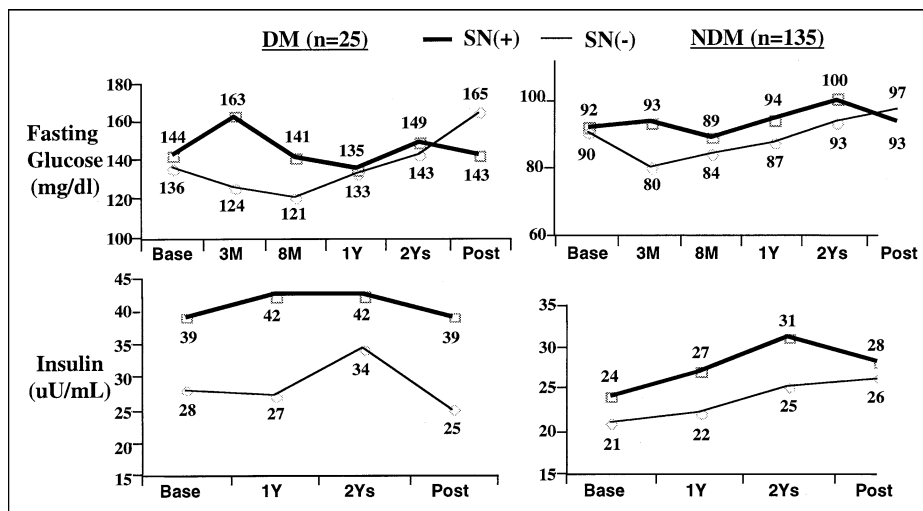 DM (n=25) SN(+) SN(-) NDM (n=135)
Fasting
Glucose
(mg/dl)
180
160
140
120
100
144 163 141 135 149 165
136 124 121 133 143 143
Base 3M 8M 1Y 2Ys Post
100
80
60
92 93 89 94 100 97
90 80 84 87 93 93
Base 3M 8M 1Y 2Ys Post
Insulin
(uU/mL)
45
40
35
30
25
20
15
39 42 42 39
28 27 34 25
Base 1Y 2Ys Post
35
30
25
20
15
24 27 31 28
21 22 25 26
Base 1Y 2Ys Post